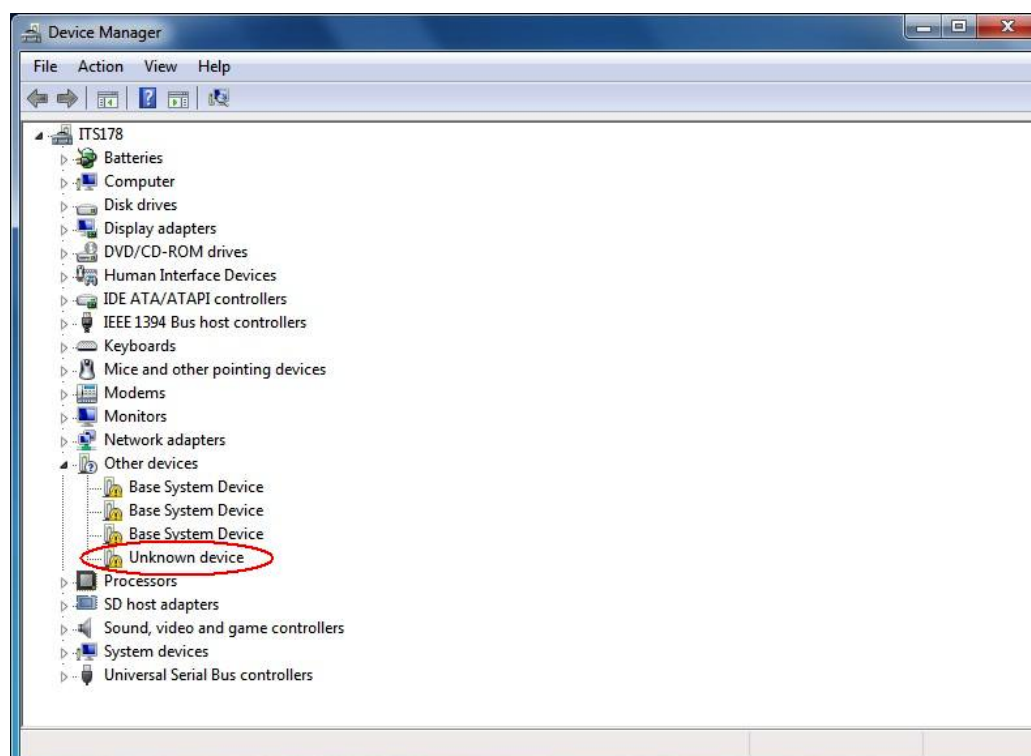 Device Manager
File Action View Help
ITS178
Batteries
Computer
Disk drives
Display adapters
DVD/CD-ROM drives
Human Interface Devices
IDE ATA/ATAPI controllers
IEEE 1394 Bus host controllers
Keyboards
Mice and other pointing devices
Modems
Monitors
Network adapters
Other devices
Base System Device
Base System Device
Base System Device
Unknown device
Processors
SD host adapters
Sound, video and game controllers
System devices
Universal Serial Bus controllers